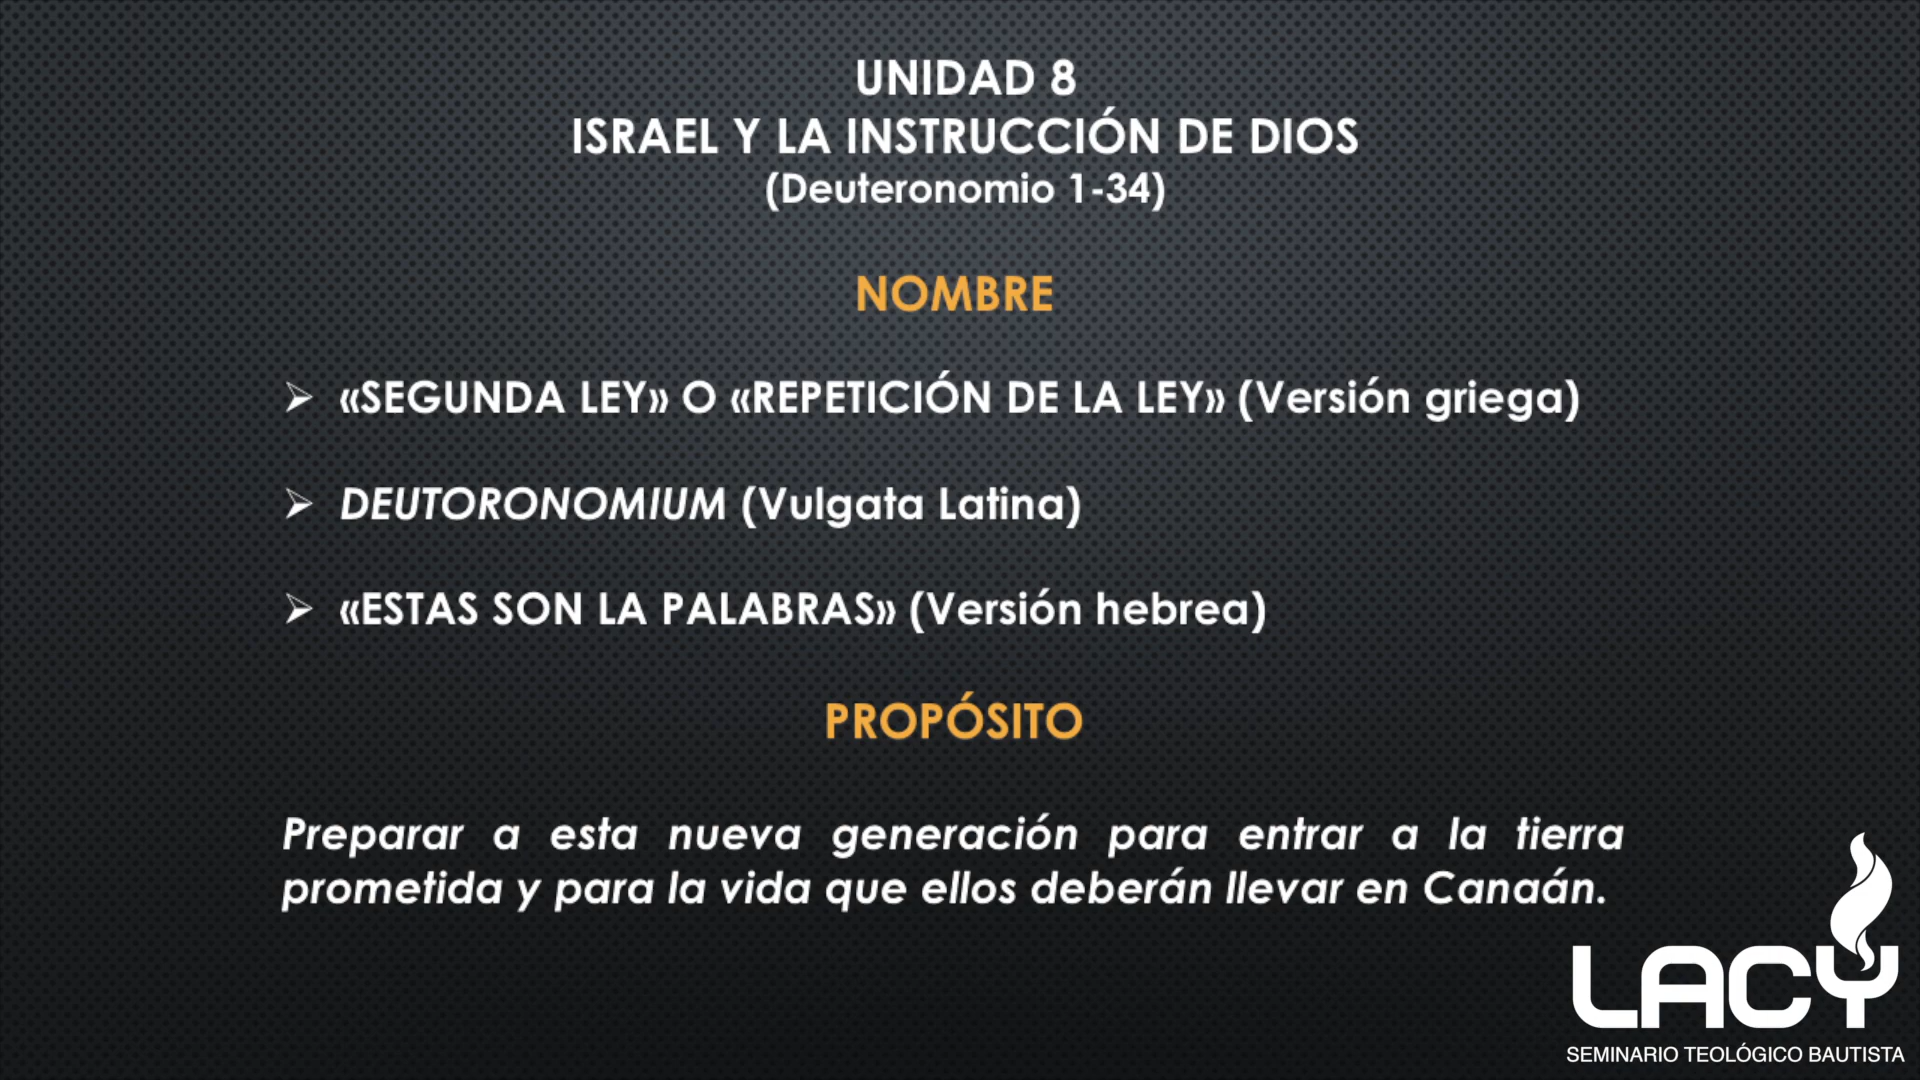 UNIDAD 8
ISRAEL Y LA INSTRUCCIÓN DE DIOS
(Deuteronomio 1-34)
NOMBRE
➢ «SEGUNDA LEY» O «REPETICIÓN DE LA LEY» (Versión griega)
➢ DEUTORONOMIUM (Vulgata Latina)
➢ «ESTAS SON LA PALABRAS» (Versión hebrea)
PROPÓSITO
Preparar a esta nueva generación para entrar a la tierra
prometida y para la vida que ellos deberán llevar en Canaán.
LACY
SEMINARIO TEOLÓGICO BAUTISTA